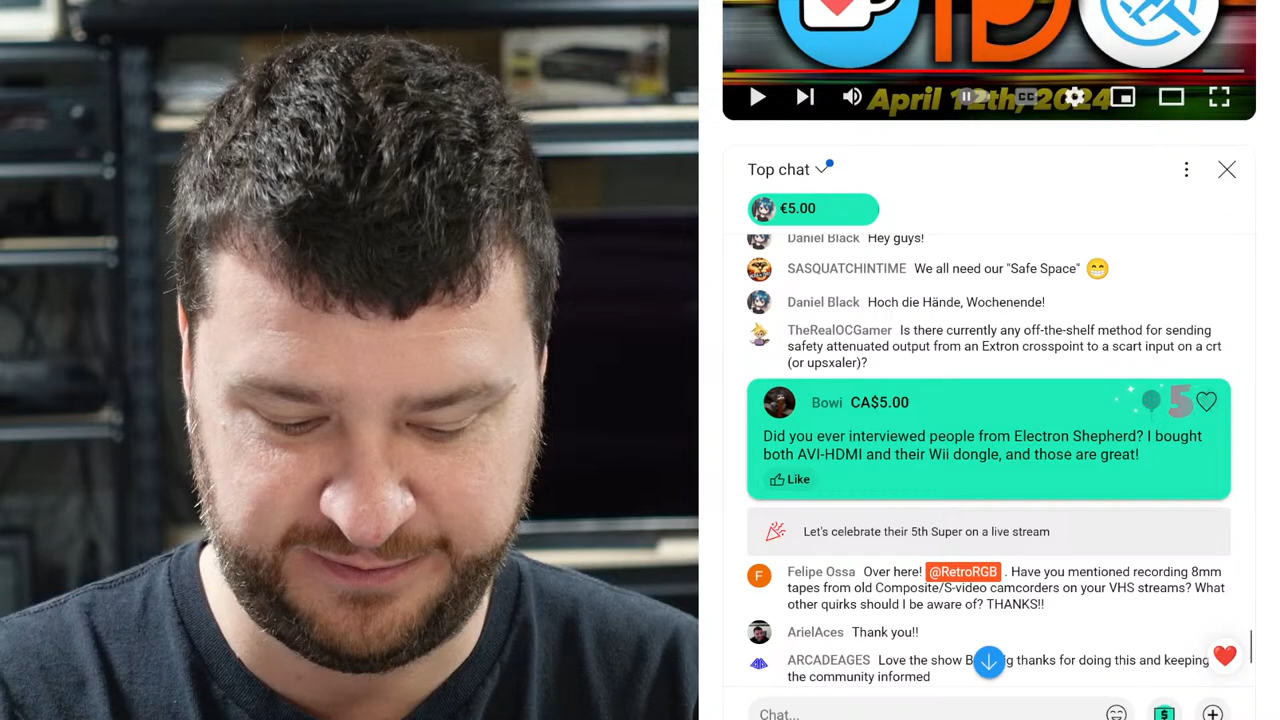 April 12th, 2024
Top chat
€5.00
Daniel Black Hey guys!
SASQUATCHINTIME We all need our "Safe Space"
Daniel Black Hoch die Hände, Wochenende!
TheRealOCGamer Is there currently any off-the-shelf method for sending
safety attenuated output from an Extron crosspoint to a scart input on a crt
(or upsxaler)?
Bowi CA$5.00
5
Did you ever interviewed people from Electron Shepherd? I bought
both AVI-HDMI and their Wii dongle, and those are great!
Like
Let's celebrate their 5th Super on a live stream
F Felipe Ossa Over here! @RetroRGB . Have you mentioned recording 8mm
tapes from old Composite/S-video camcorders on your VHS streams? What
other quirks should I be aware of? THANKS!!
ArielAces Thank you!!
ARCADEAGES Love the show thanks for doing this and keeping
the community informed
Chat...